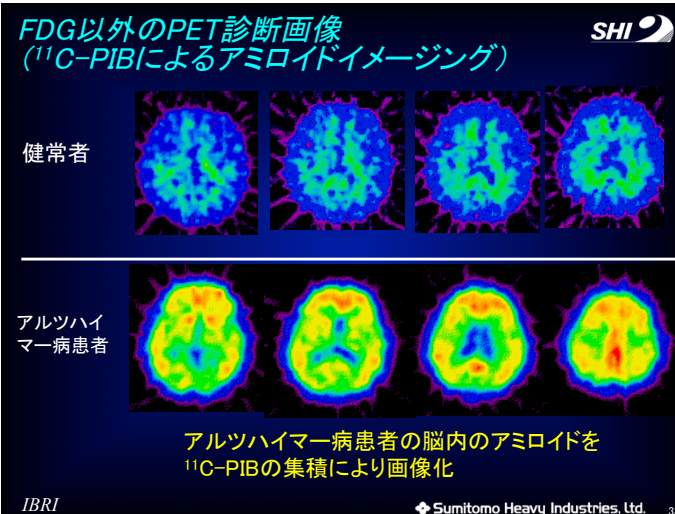 FDG以外のPET診断画像
(¹¹C-PIBによるアミロイドイメージング)
SHI
健常者
アルツハイ
マー病患者
アルツハイマー病患者の脳内のアミロイドを
¹¹C-PIBの集積により画像化
IBRI
Sumitomo Heavy Industries, Ltd.